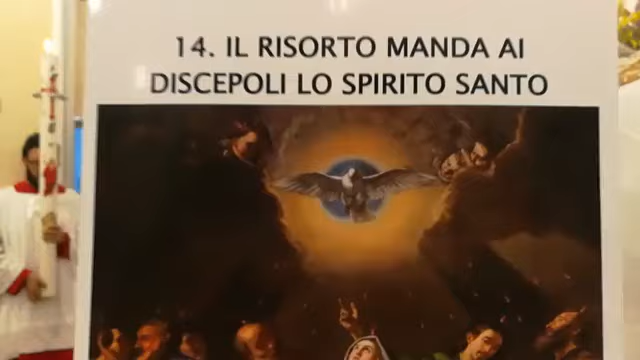 14. IL RISORTO MANDA AI
DISCEPOLI LO SPIRITO SANTO